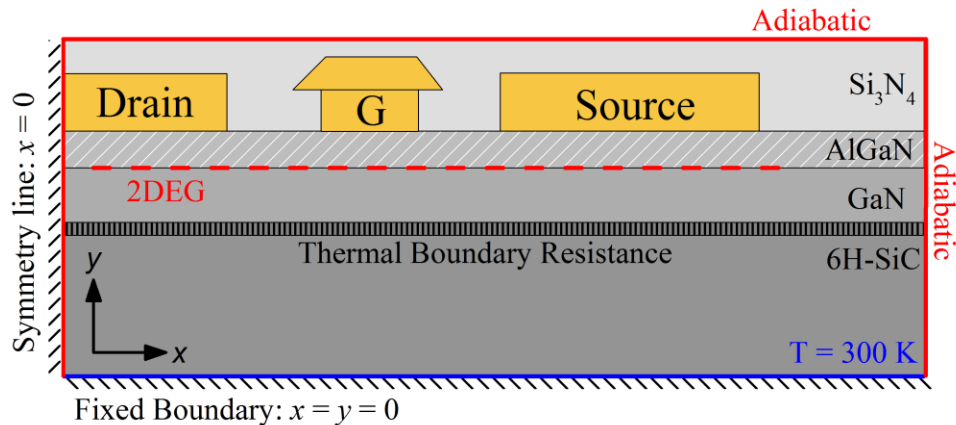 Adiabatic
Symmetry line: x = 0
Si₃N₄
Drain
G
Source
AlGaN
Adiabatic
2DEG
GaN
Thermal Boundary Resistance
6H-SiC
y
x
T = 300 K
Fixed Boundary: x = y = 0